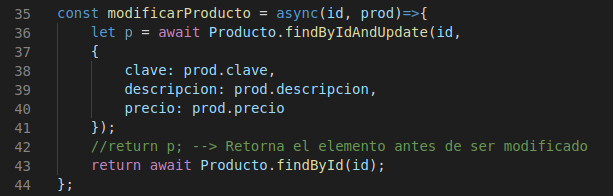 35 const modificarProducto = async(id, prod)=>{
36 let p = await Producto.findByIdAndUpdate(id,
37 {
38 clave: prod.clave,
39 descripcion: prod.descripcion,
40 precio: prod.precio
41 });
42 //return p; --> Retorna el elemento antes de ser modificado
43 return await Producto.findById(id);
44 };